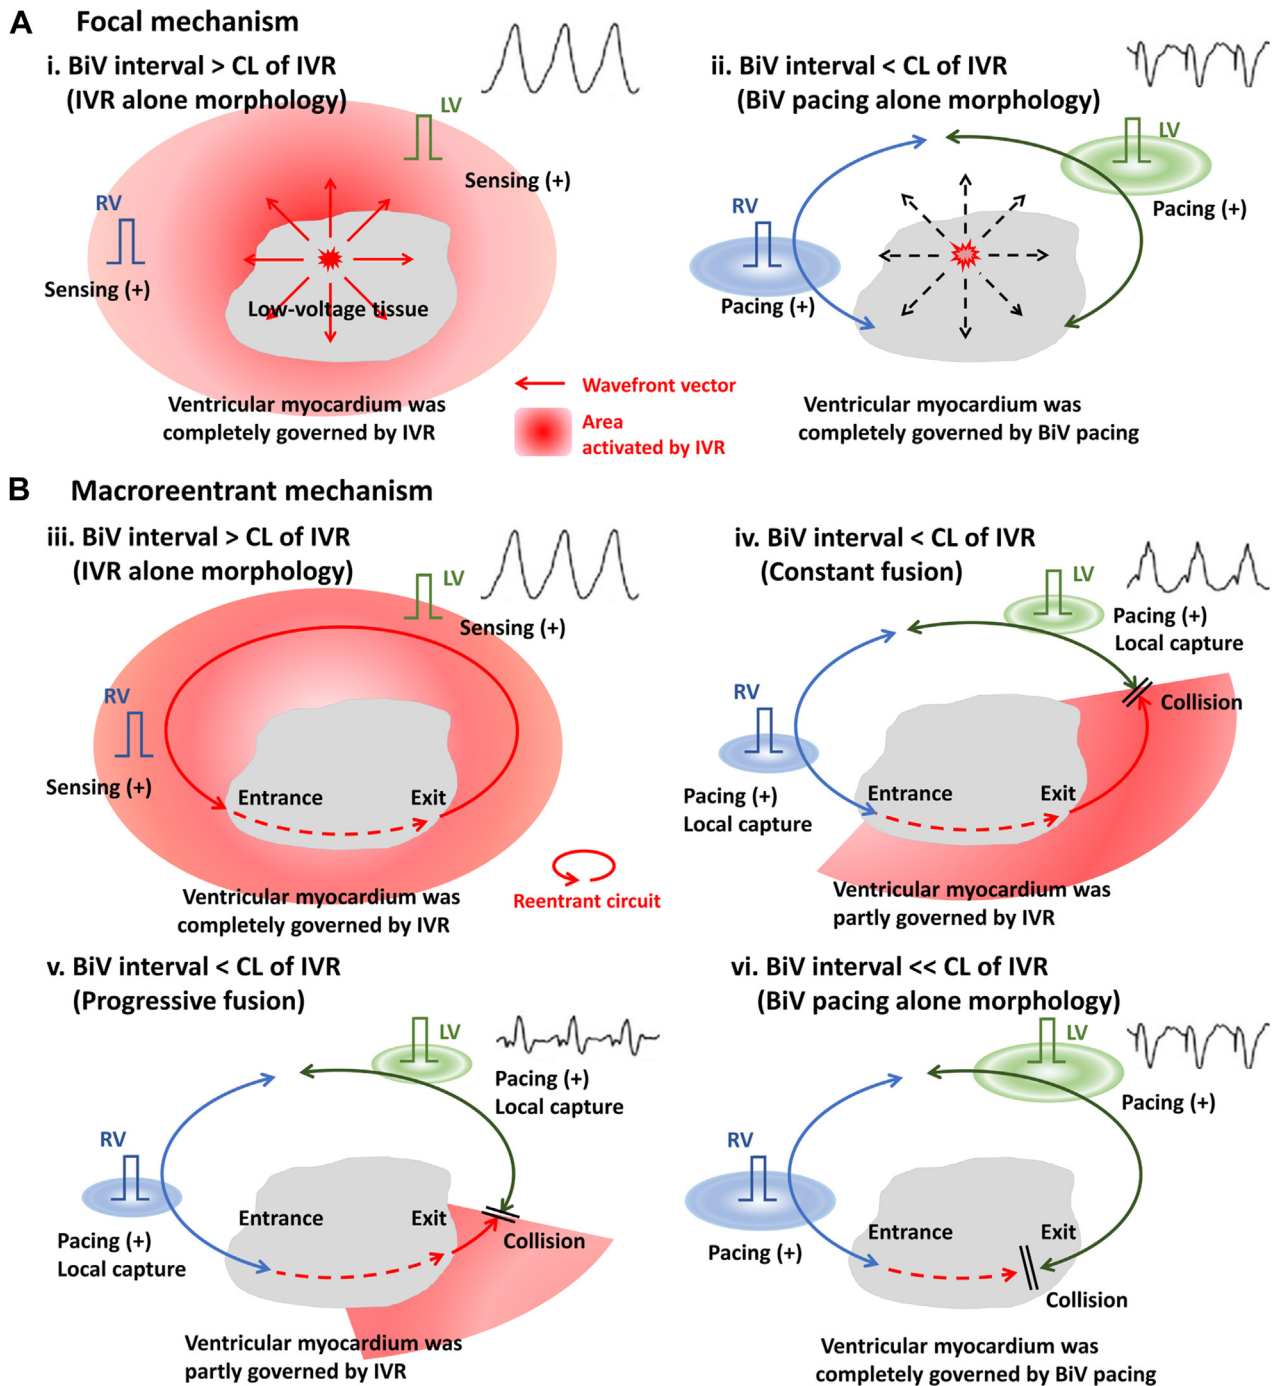 A Focal mechanism
i. BiV interval > CL of IVR
(IVR alone morphology)
LV
Sensing (+)
RV
Sensing (+)
Low-voltage tissue
Ventricular myocardium was
completely governed by IVR
ii. BiV interval < CL of IVR
(BiV pacing alone morphology)
LV
Pacing (+)
RV
Pacing (+)
Ventricular myocardium was
completely governed by BiV pacing
Wavefront vector
Area
activated by IVR
B Macroreentrant mechanism
iii. BiV interval > CL of IVR
(IVR alone morphology)
LV
Sensing (+)
RV
Sensing (+)
Entrance Exit
Ventricular myocardium was
completely governed by IVR
Reentrant circuit
iv. BiV interval < CL of IVR
(Constant fusion)
LV
Pacing (+)
Local capture
RV
Collision
Pacing (+)
Local capture
Entrance Exit
Ventricular myocardium was
partly governed by IVR
v. BiV interval < CL of IVR
(Progressive fusion)
LV
Pacing (+)
Local capture
RV
Entrance Exit
Collision
Pacing (+)
Local capture
Ventricular myocardium was
partly governed by IVR
vi. BiV interval << CL of IVR
(BiV pacing alone morphology)
LV
Pacing (+)
RV
Pacing (+)
Entrance Exit
Collision
Ventricular myocardium was
completely governed by BiV pacing